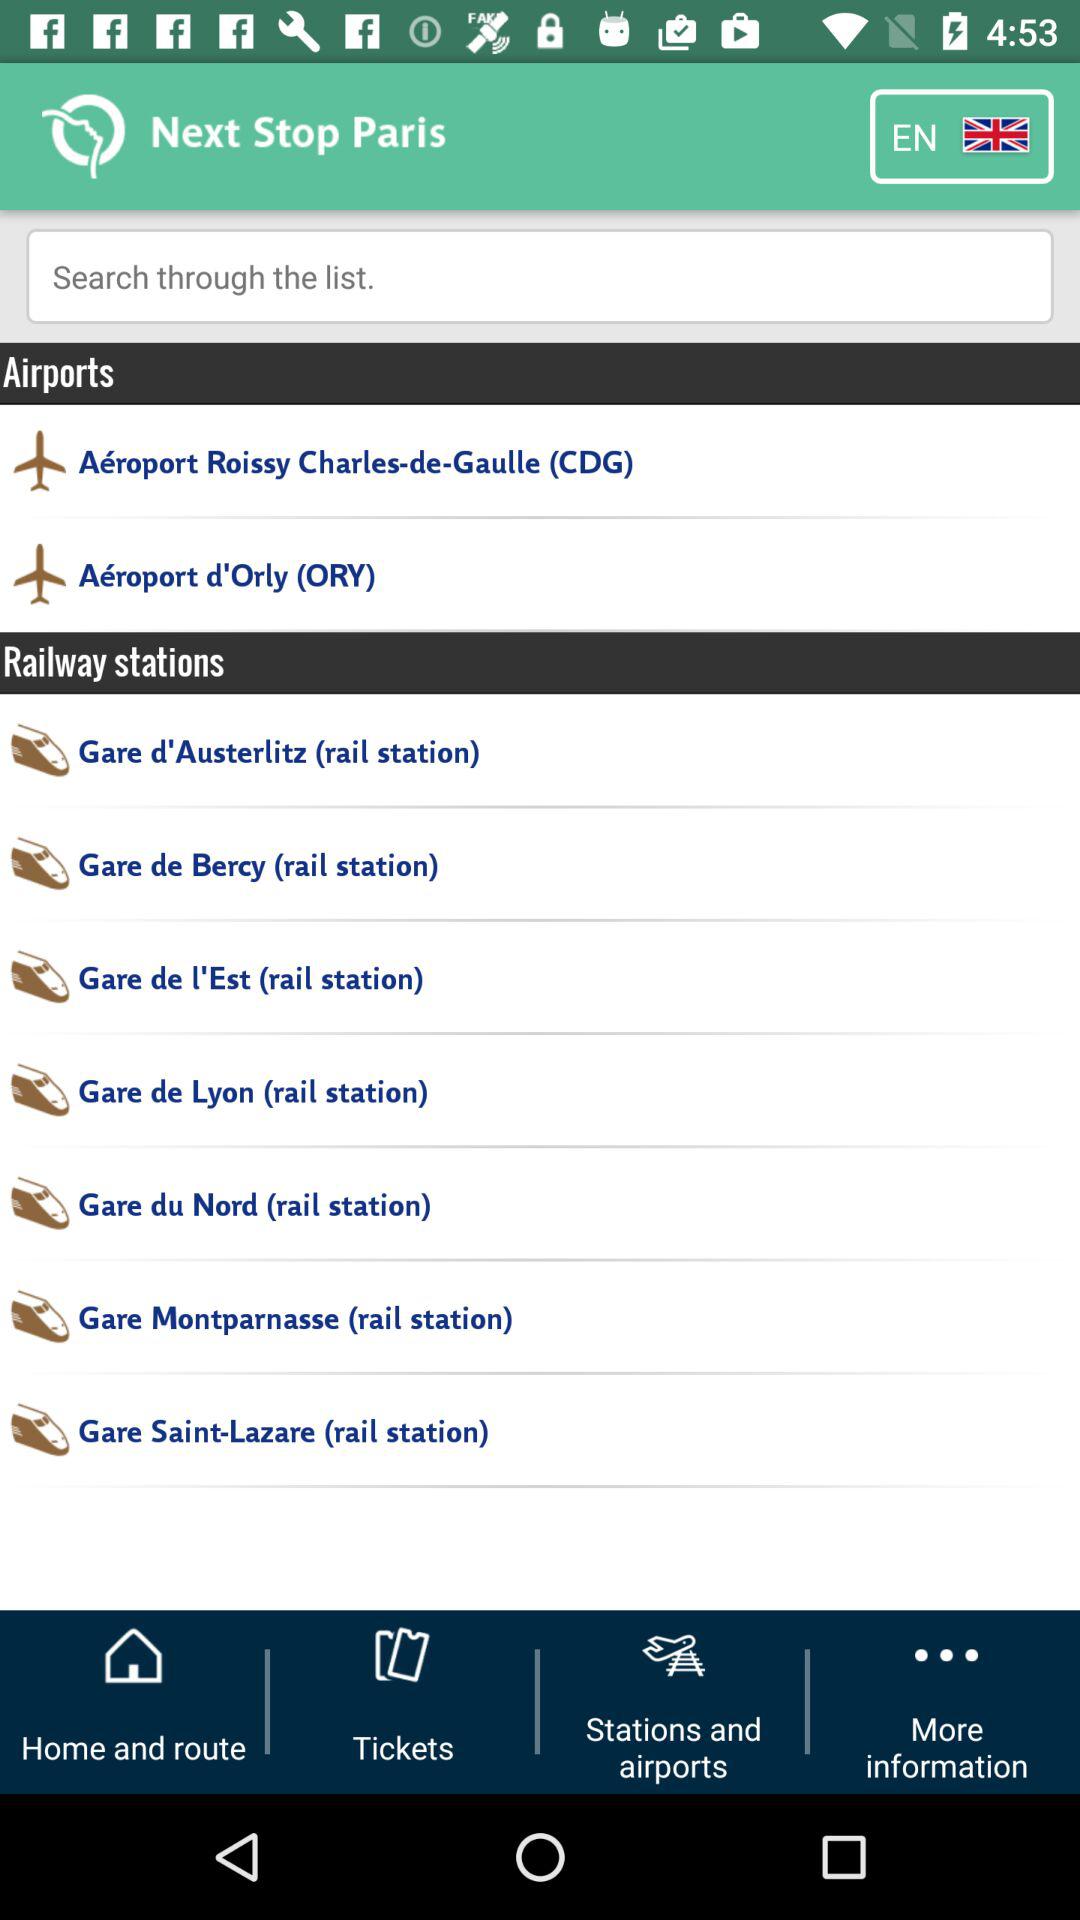 FAKE
4:53
Next Stop Paris
EN
Search through the list.
Airports
Aéroport Roissy Charles-de-Gaulle (CDG)
Aéroport d'Orly (ORY)
Railway stations
Gare d'Austerlitz (rail station)
Gare de Bercy (rail station)
Gare de l'Est (rail station)
Gare de Lyon (rail station)
Gare du Nord (rail station)
Gare Montparnasse (rail station)
Gare Saint-Lazare (rail station)
Home and route
Tickets
Stations and
airports
More
information